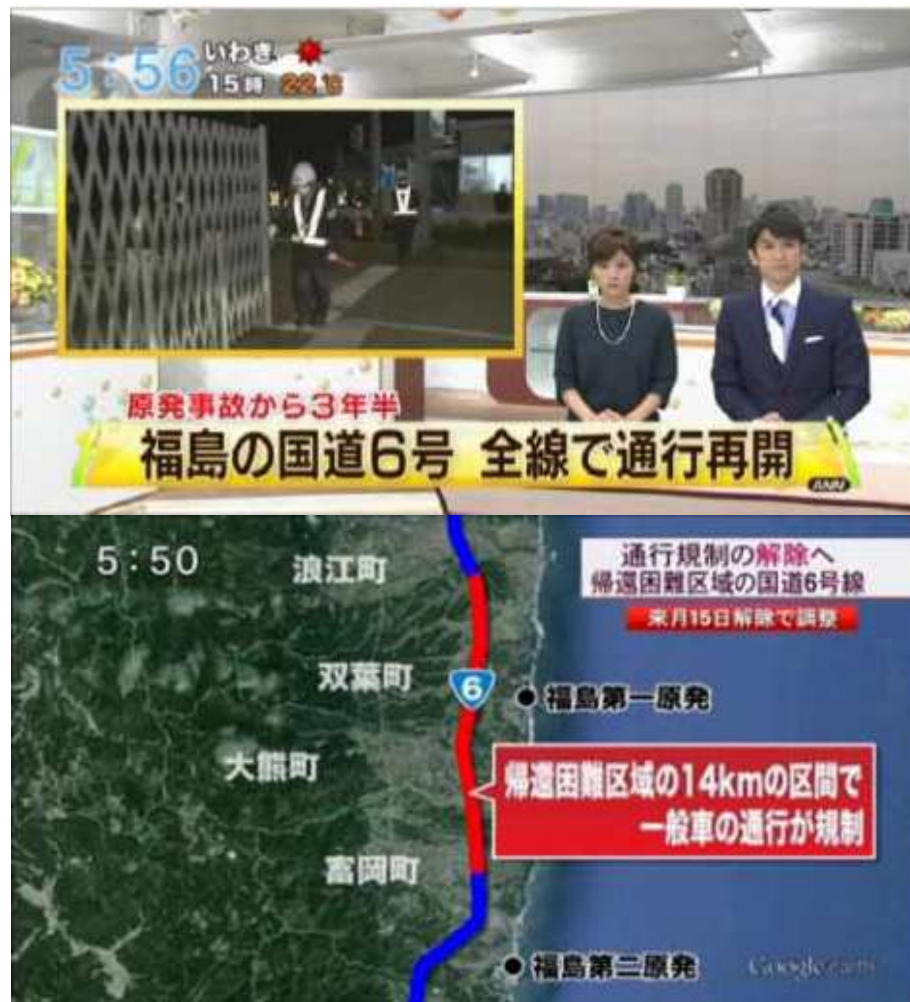 5:56
いわき
15時 22℃
原発事故から3年半
福島の国道6号 全線で通行再開
ANN
5:50
通行規制の解除へ
帰還困難区域の国道6号線
来月15日解除で調整
浪江町
双葉町
6
福島第一原発
大熊町
帰還困難区域の14kmの区間で
一般車の通行が規制
富岡町
福島第二原発
Google earth